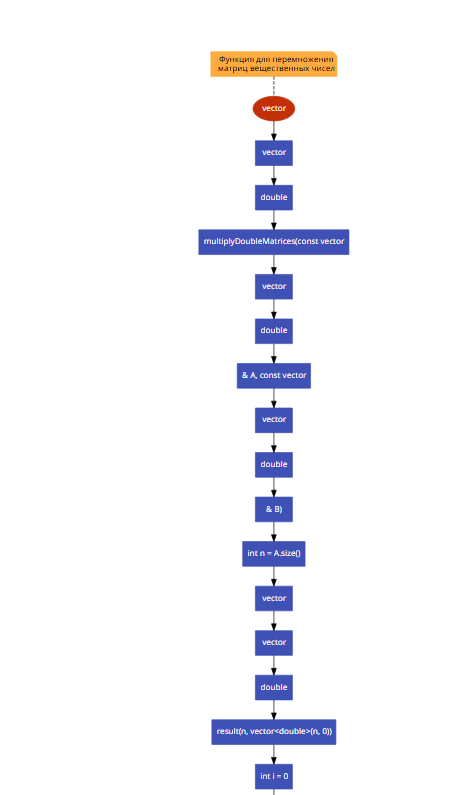 Функция для перемножения
матриц вещественных чисел
vector
vector
double
multiplyDoubleMatrices(const vector
vector
double
& A, const vector
vector
double
& B)
int n = A.size()
vector
vector
double
result(n, vector<double>(n, 0))
int i = 0